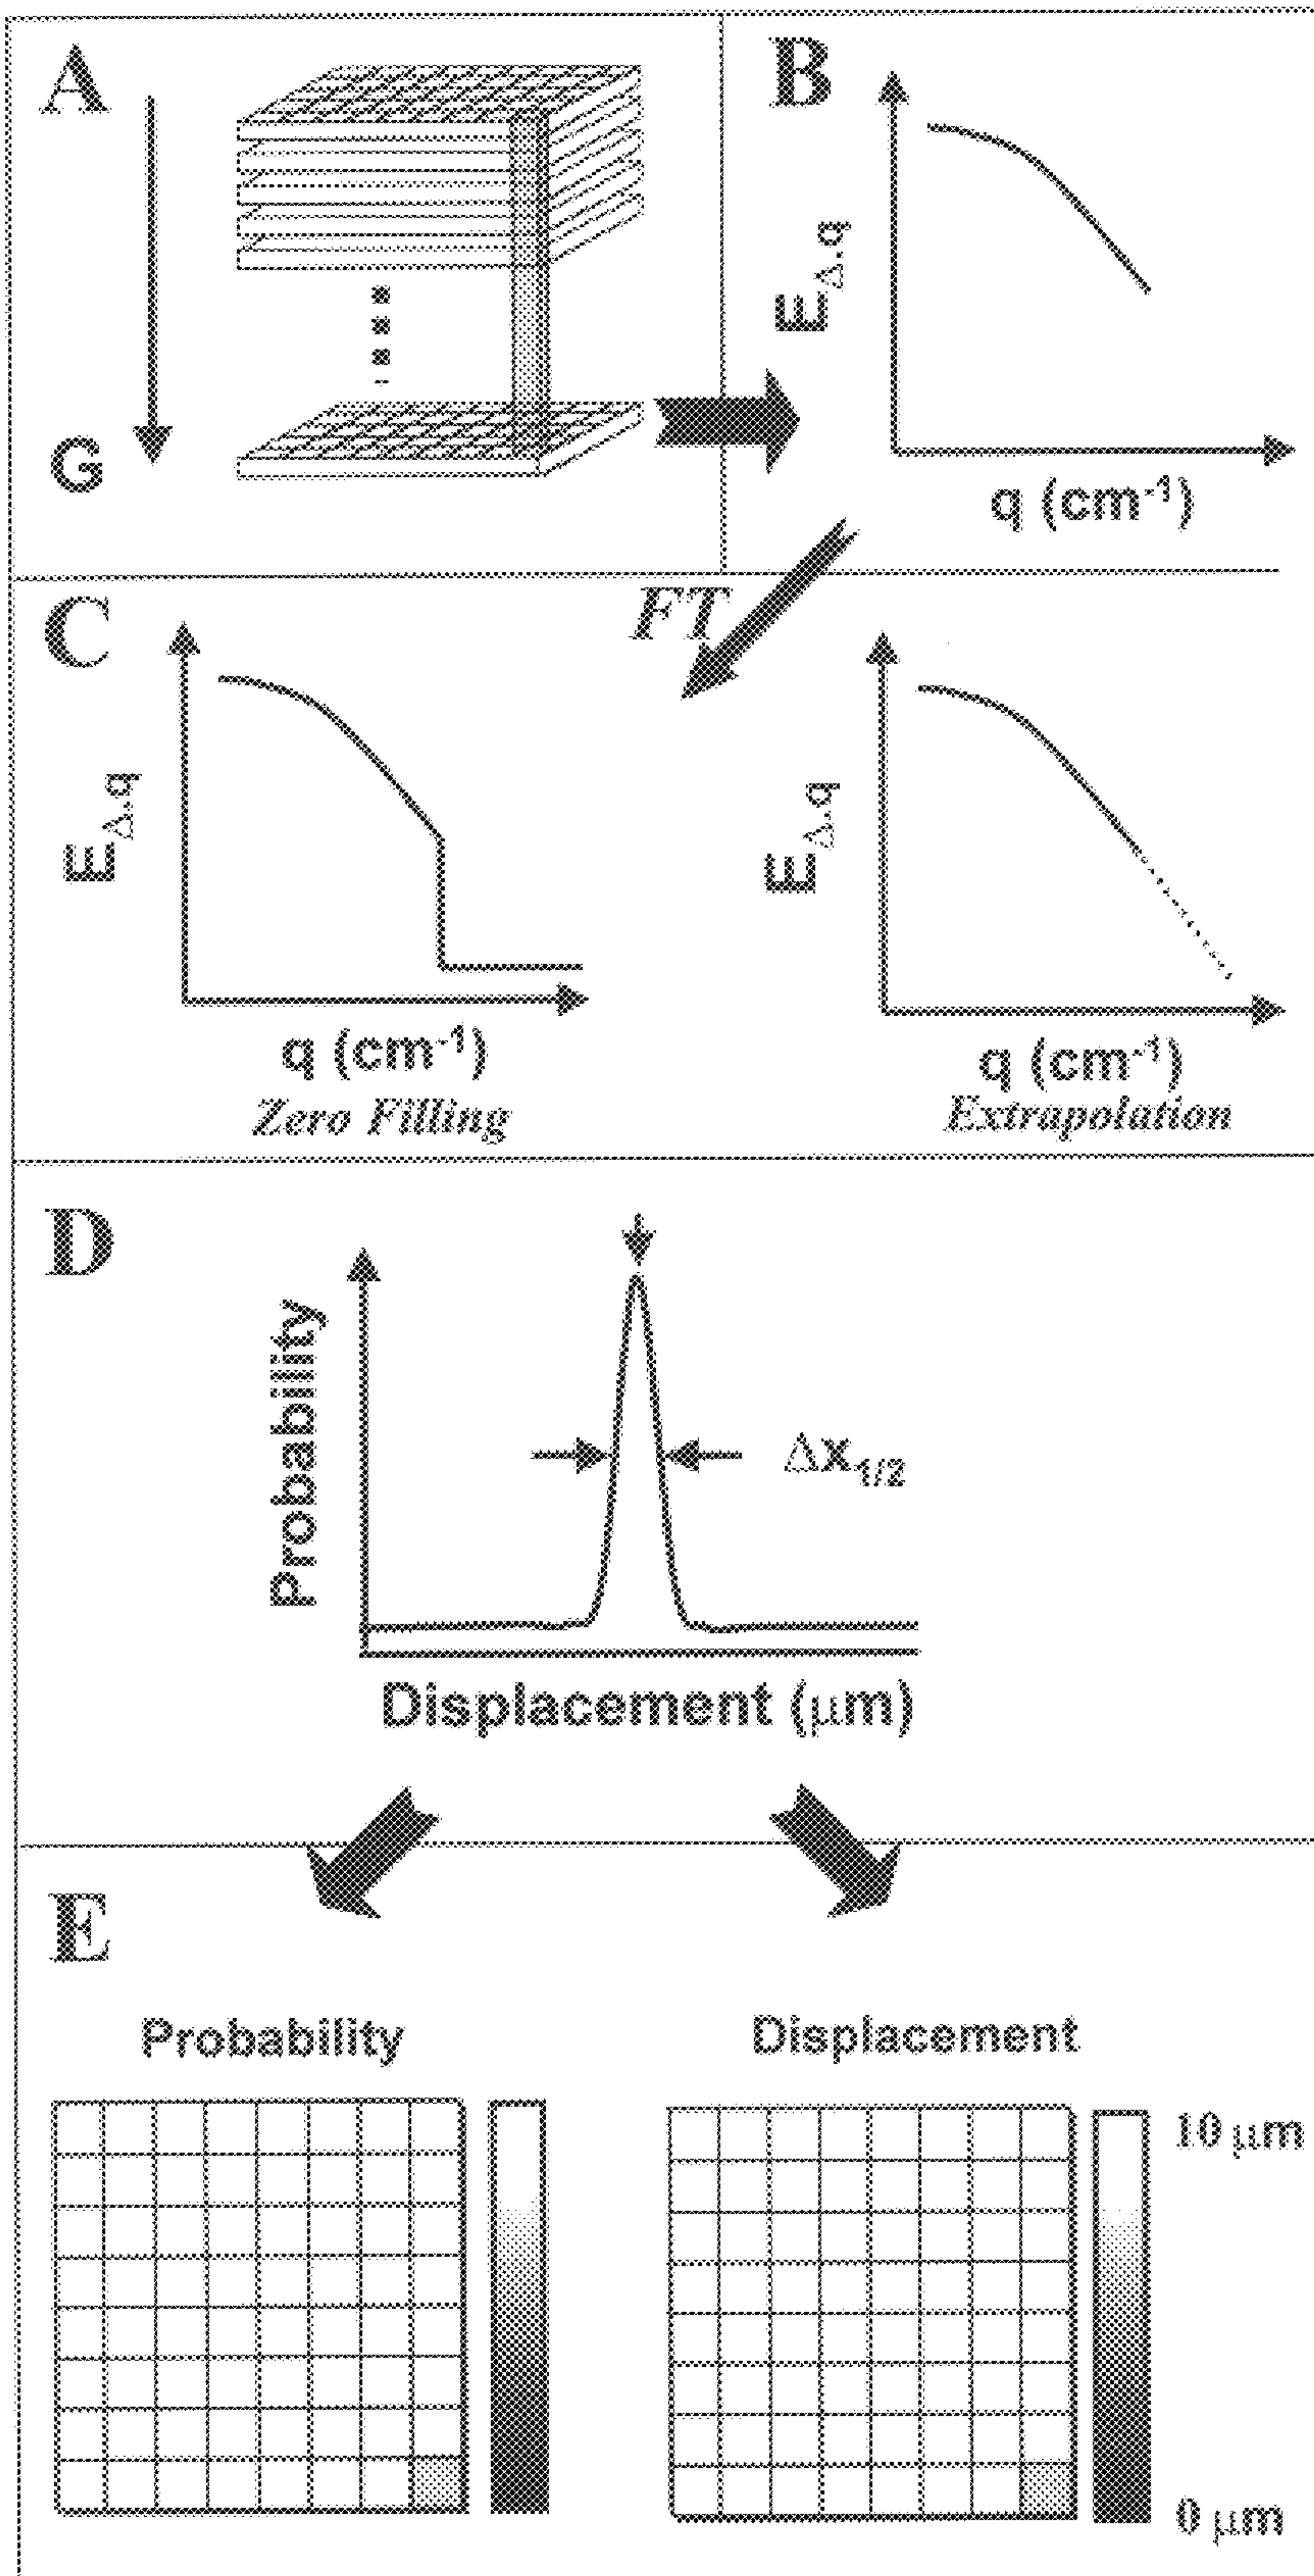 A
G
B
E Δ,q
q (cm-1)
FT
C
E Δ,q
q (cm-1)
Zero Filling
E Δ,q
q (cm-1)
Extrapolation
D
Probability
Δx1/2
Displacement (μm)
E
Probability
Displacement
10 μm
0 μm